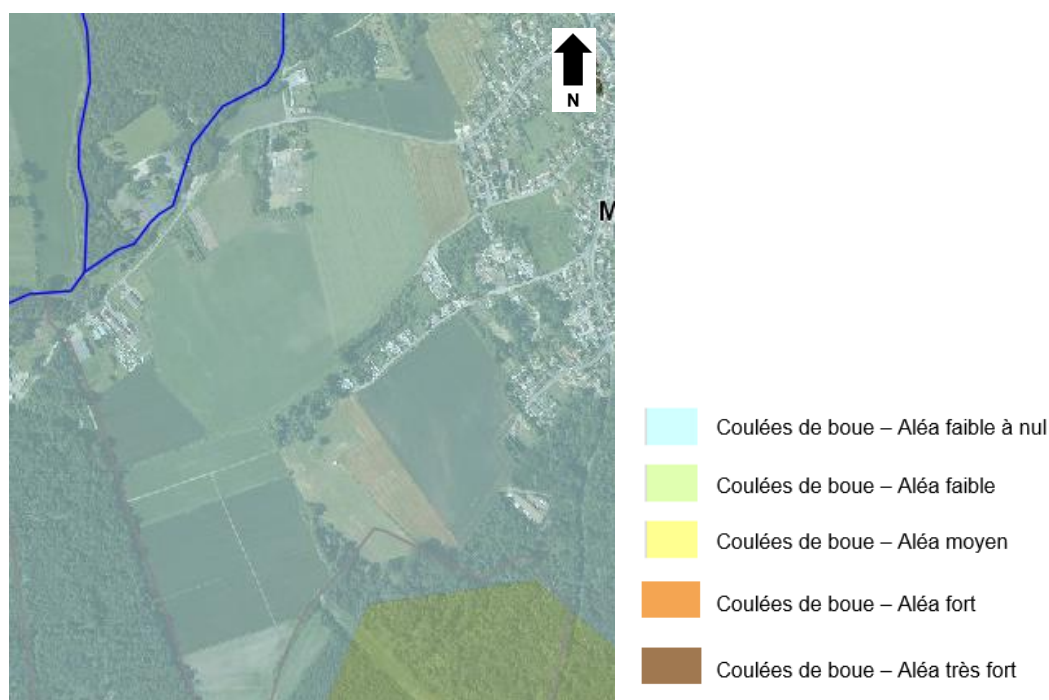 N
M
Coulées de boue – Aléa faible à nul
Coulées de boue – Aléa faible
Coulées de boue – Aléa moyen
Coulées de boue – Aléa fort
Coulées de boue – Aléa très fort